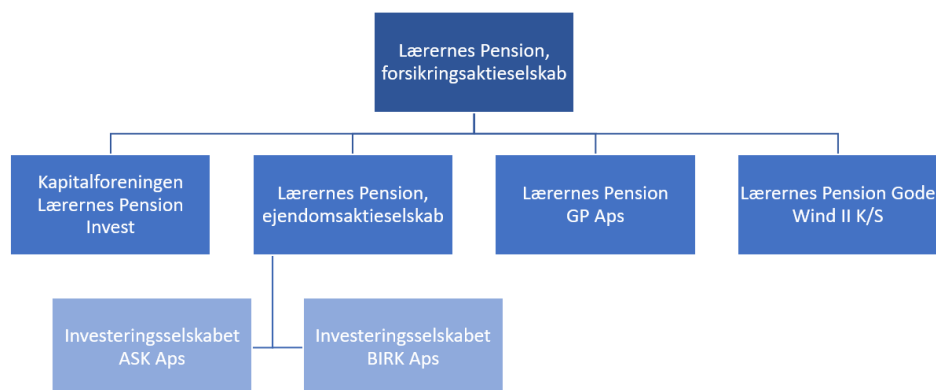 Lærernes Pension,
forsikringsaktieselskab
Kapitalforeningen
Lærernes Pension
Invest
Lærernes Pension,
ejendomsaktieselskab
Lærernes Pension
GP Aps
Lærernes Pension Gode
Wind II K/S
Investeringsselskabet
ASK Aps
Investeringsselskabet
BIRK Aps